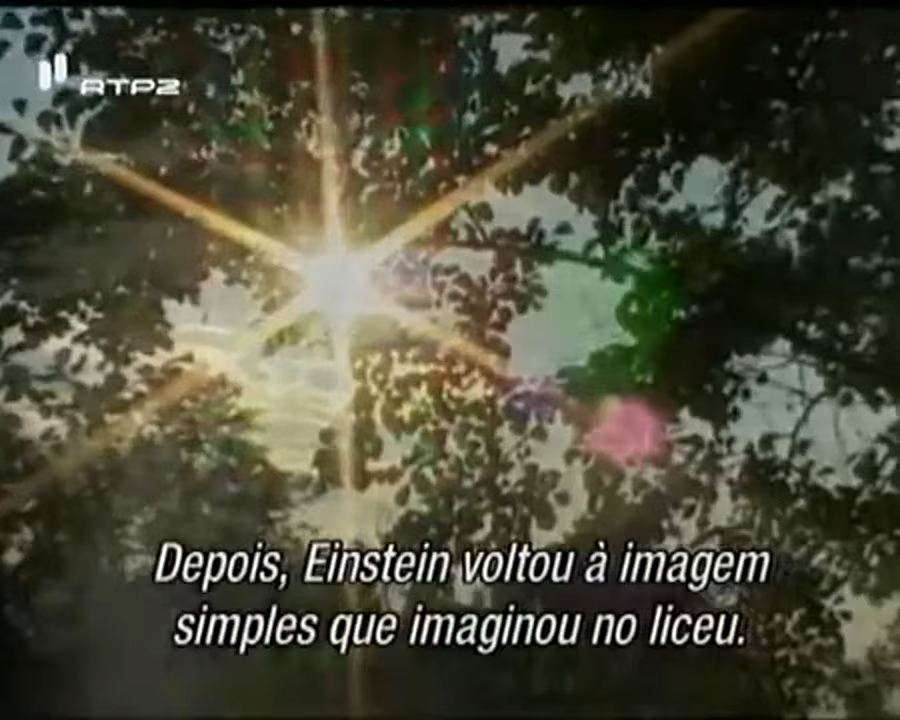 RTP2
Depois, Einstein voltou à imagem
simples que imaginou no liceu.